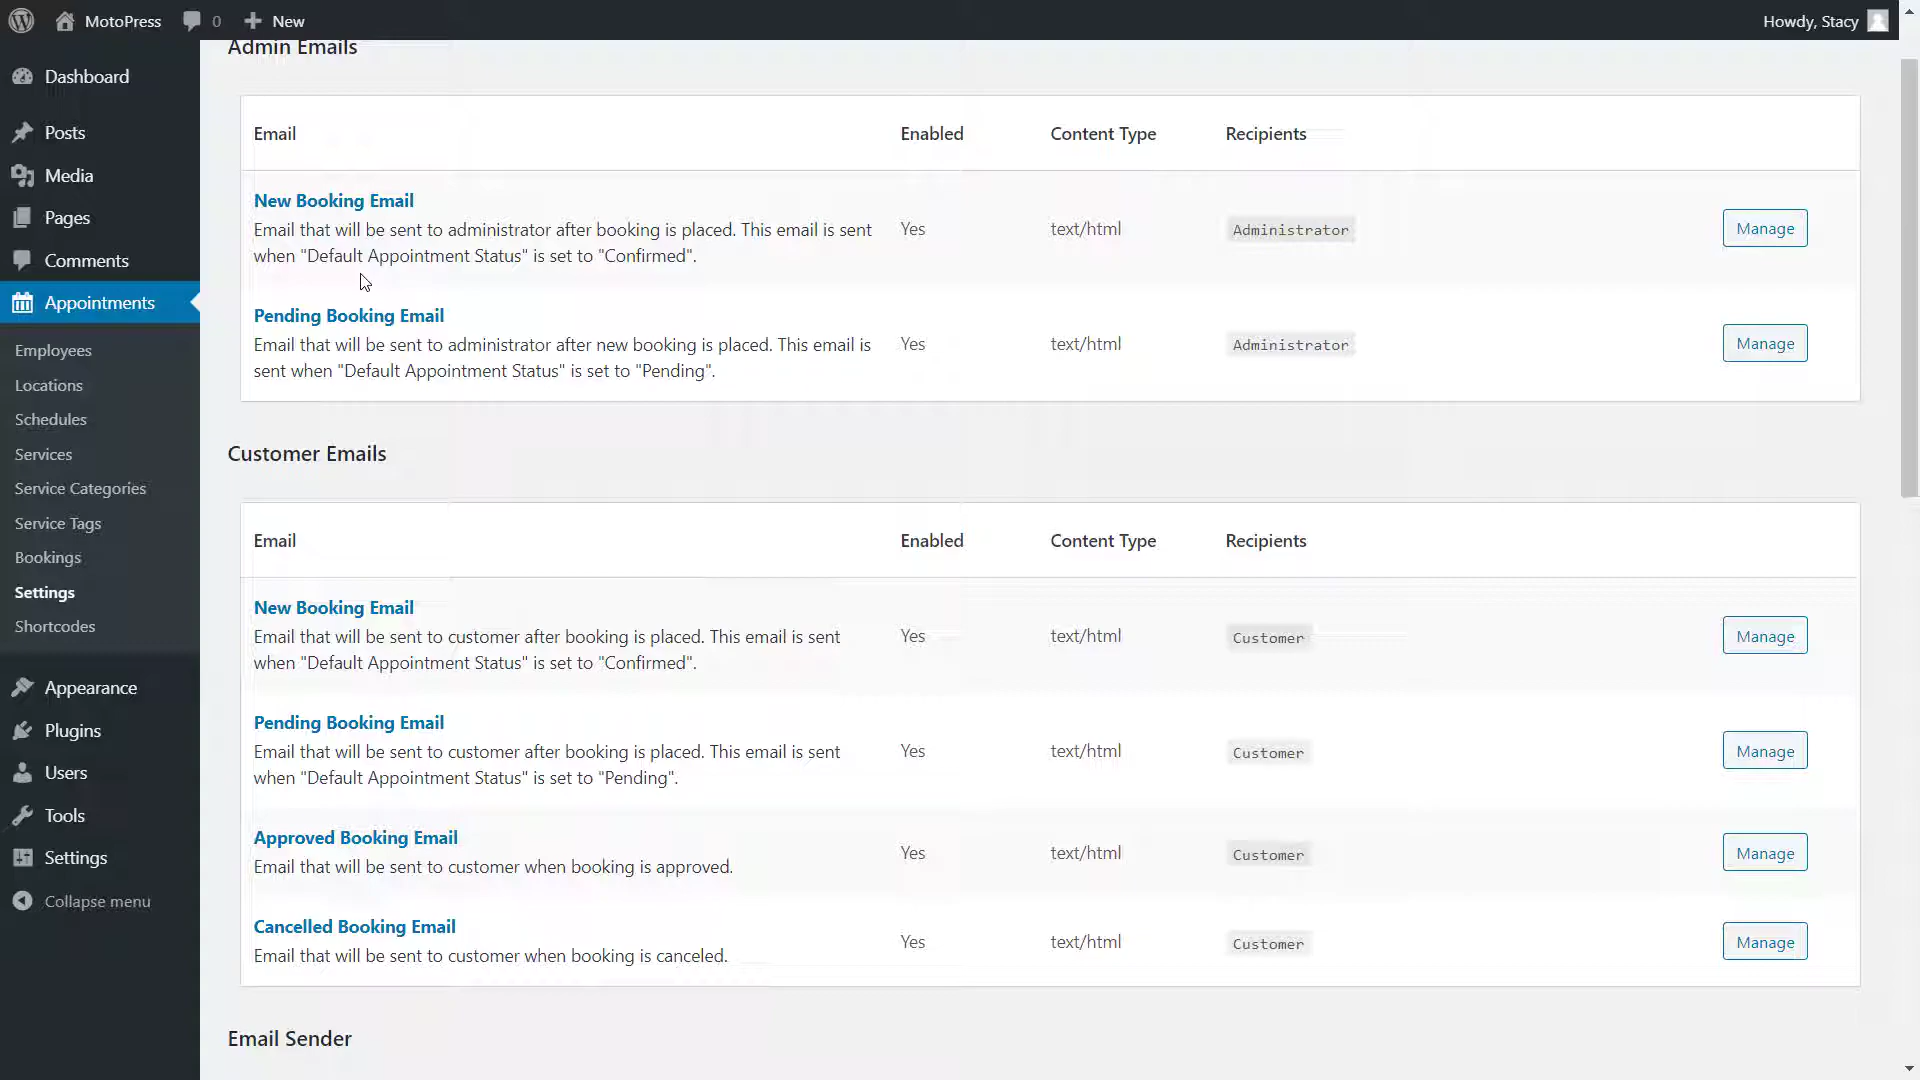 MotoPress
0
New
Howdy, Stacy
Dashboard
Posts
Media
Pages
Comments
Appointments
Employees
Locations
Schedules
Services
Service Categories
Service Tags
Bookings
Settings
Shortcodes
Appearance
Plugins
Users
Tools
Settings
Collapse menu
Admin Emails
Email Enabled Content Type Recipients
New Booking Email
Email that will be sent to administrator after booking is placed. This email is sent
when "Default Appointment Status" is set to "Confirmed".
Yes text/html Administrator Manage
Pending Booking Email
Email that will be sent to administrator after new booking is placed. This email is
sent when "Default Appointment Status" is set to "Pending".
Yes text/html Administrator Manage
Customer Emails
Email Enabled Content Type Recipients
New Booking Email
Email that will be sent to customer after booking is placed. This email is sent
when "Default Appointment Status" is set to "Confirmed".
Yes text/html Customer Manage
Pending Booking Email
Email that will be sent to customer after booking is placed. This email is sent
when "Default Appointment Status" is set to "Pending".
Yes text/html Customer Manage
Approved Booking Email
Email that will be sent to customer when booking is approved.
Yes text/html Customer Manage
Cancelled Booking Email
Email that will be sent to customer when booking is canceled.
Yes text/html Customer Manage
Email Sender